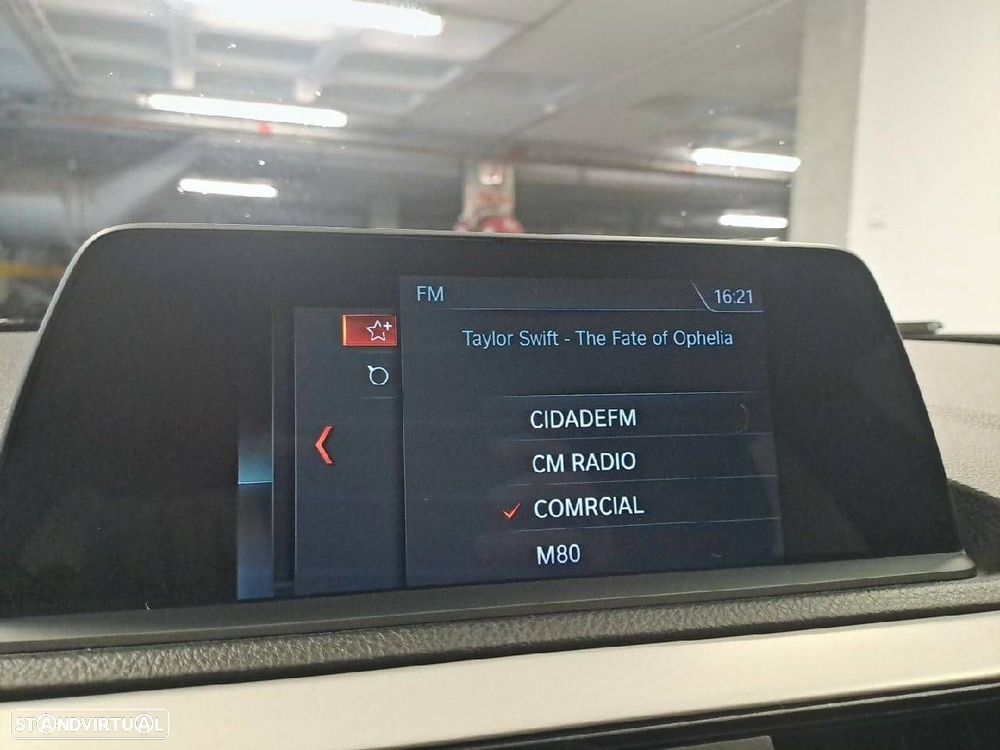 FM
16:21
Taylor Swift - The Fate of Ophelia
CIDADEFM
CM RADIO
COMRCIAL
M80
STANDVIRTUAL